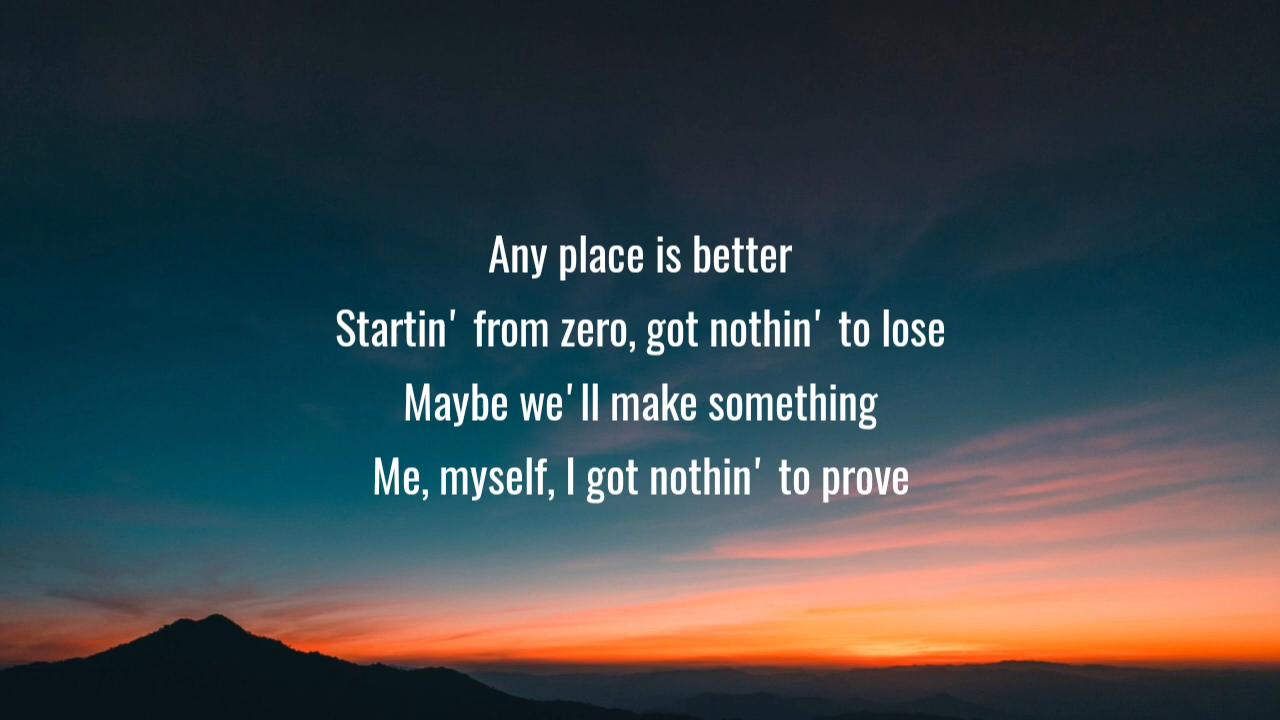 Any place is better
Startin' from zero, got nothin' to lose
Maybe we'll make something
Me, myself, I got nothin' to prove